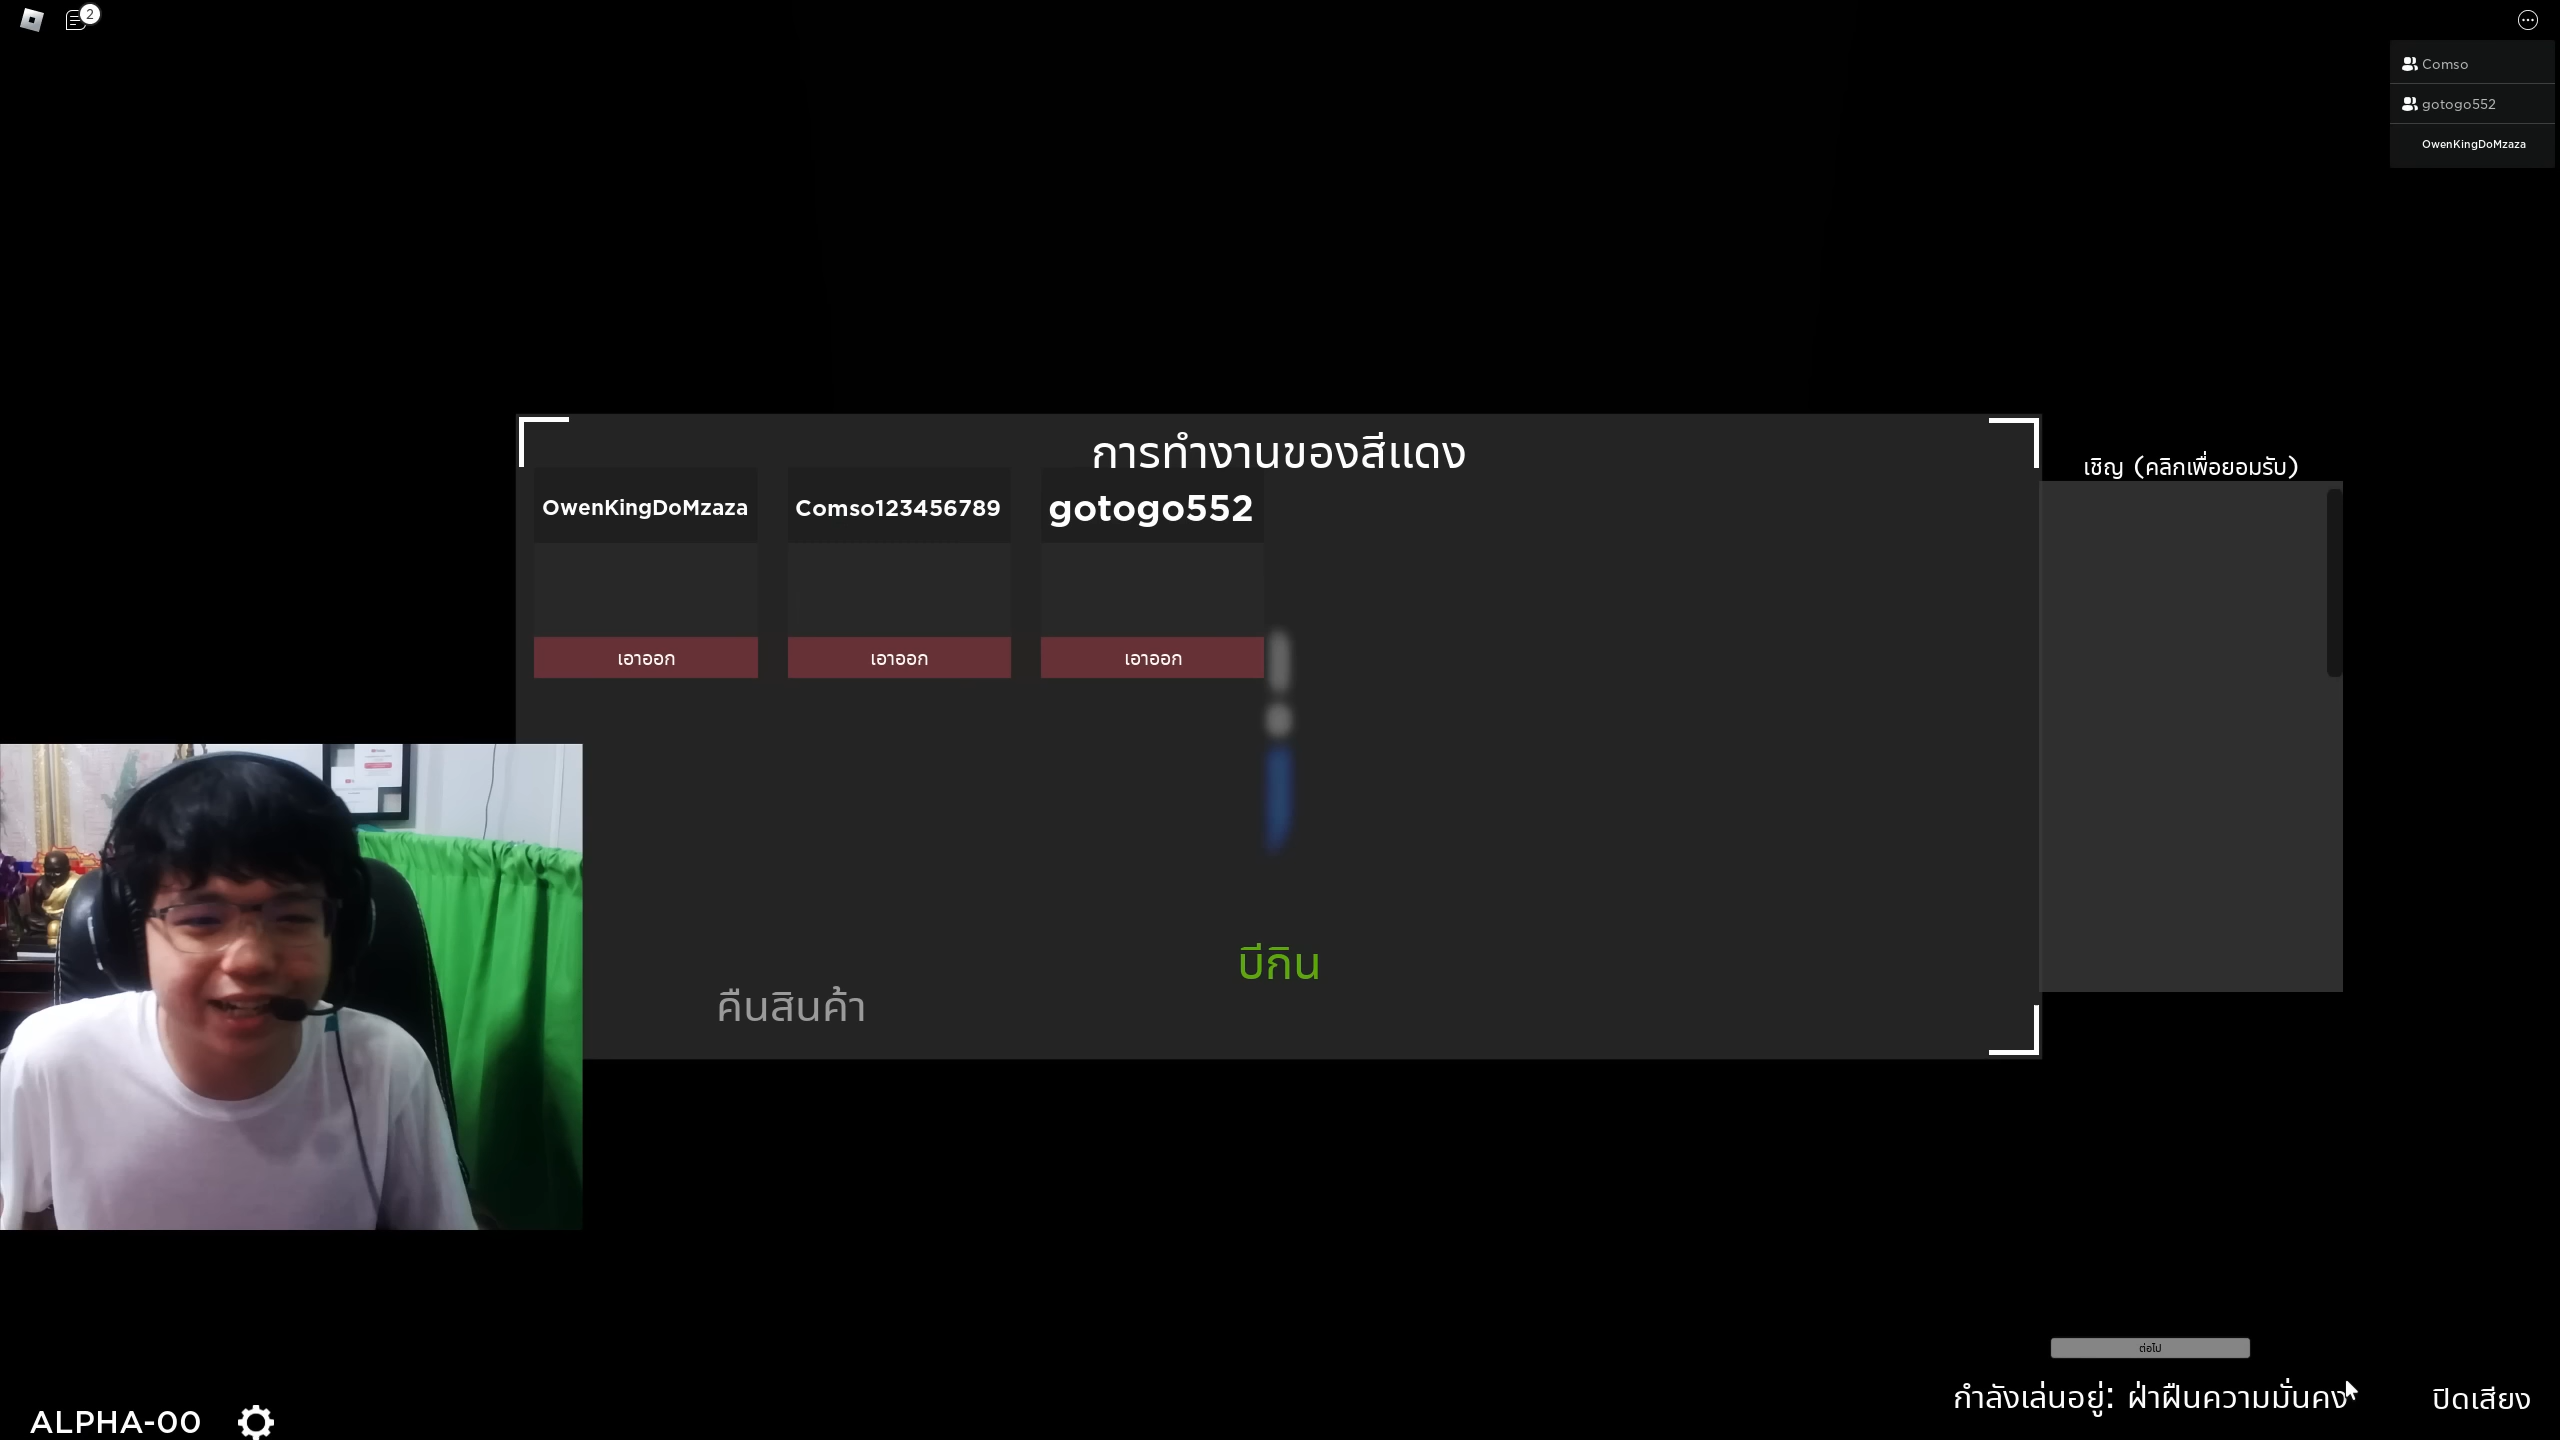 2
Comso
gotogo552
OwenKingDoMzaza
การทำงานของสีแดง
เชิญ (คลิกเพื่อยอมรับ)
OwenKingDoMzaza
Comso123456789
gotogo552
เอาออก
เอาออก
เอาออก
บีกิน
คืนสินค้า
ต่อไป
กำลังเล่นอยู่: ฝ่าฝืนความมั่นคง
ปิดเสียง
ALPHA-00